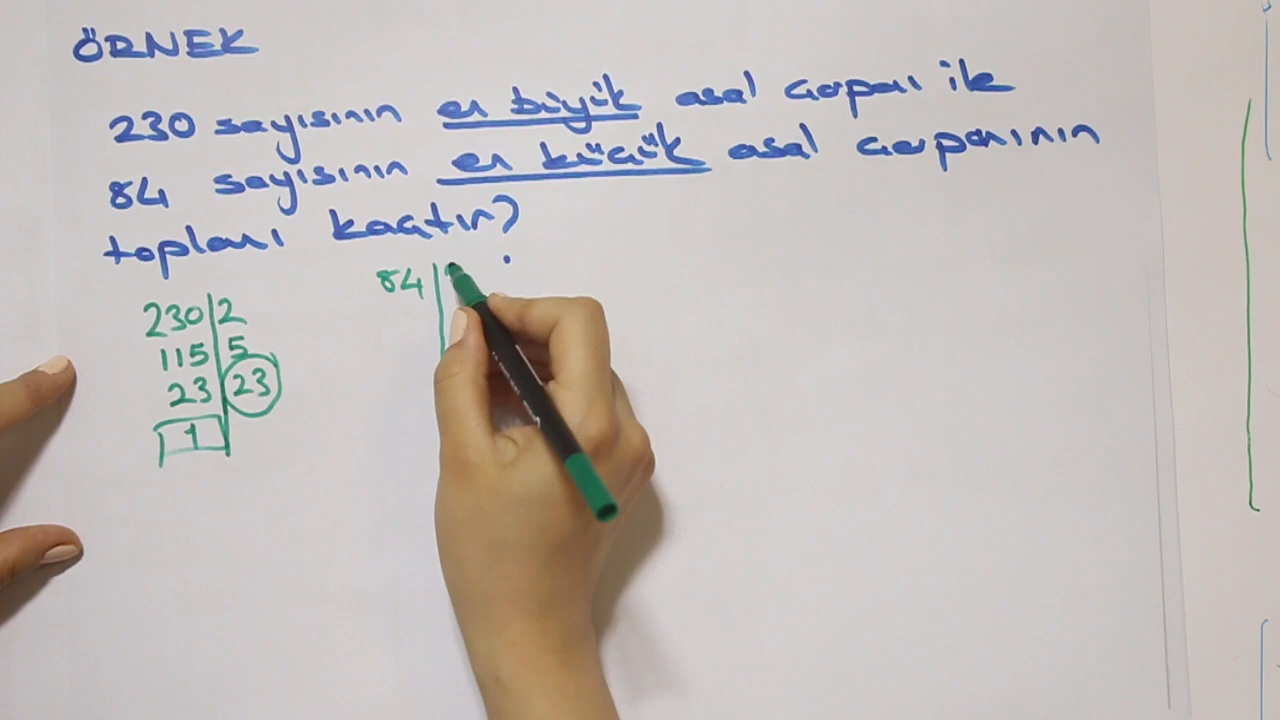 ÖRNEK
230 sayısının en büyük asal çarpanı ile
84 sayısının en küçük asal çarpanının
toplamı kaçtır?
230 | 2
115 | 5
23 | 23
1
84 |